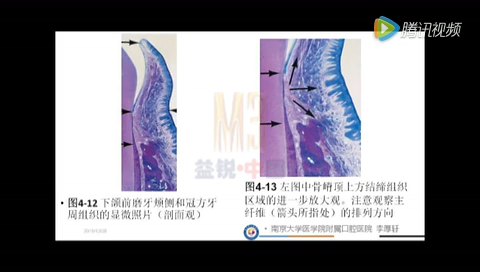 腾讯视频
M3
益锐·中国
图4-12 下颌前磨牙颊侧和冠方牙
周组织的显微照片（剖面观）
图4-13 左图中骨嵴顶上方结缔组织
区域的进一步放大观。注意观察主
纤维（箭头所指处）的排列方向
南京大学医学院附属口腔医院 李厚轩